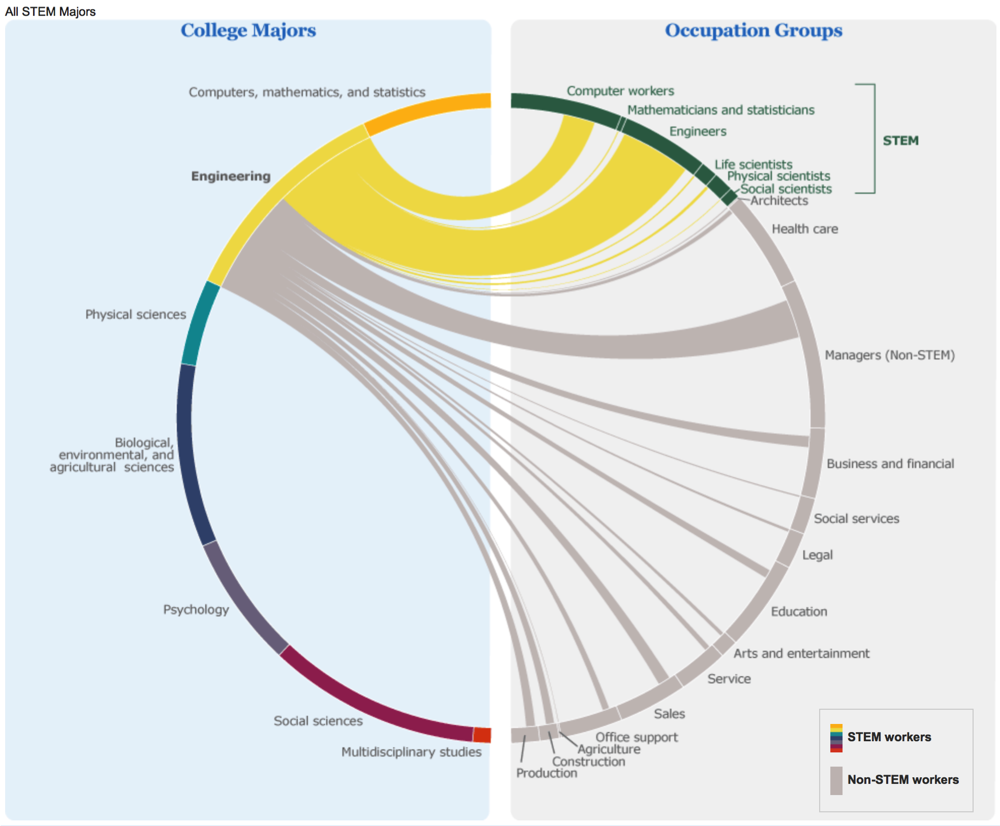 All STEM Majors
College Majors
Occupation Groups
Computers, mathematics, and statistics
Engineering
Physical sciences
Biological,
environmental, and
agricultural sciences
Psychology
Social sciences
Multidisciplinary studies
Computer workers
Mathematicians and statisticians
Engineers
Life scientists
Physical scientists
Social scientists
STEM
Architects
Health care
Managers (Non-STEM)
Business and financial
Social services
Legal
Education
Arts and entertainment
Service
Sales
Office support
Agriculture
Construction
Production
STEM workers
Non-STEM workers